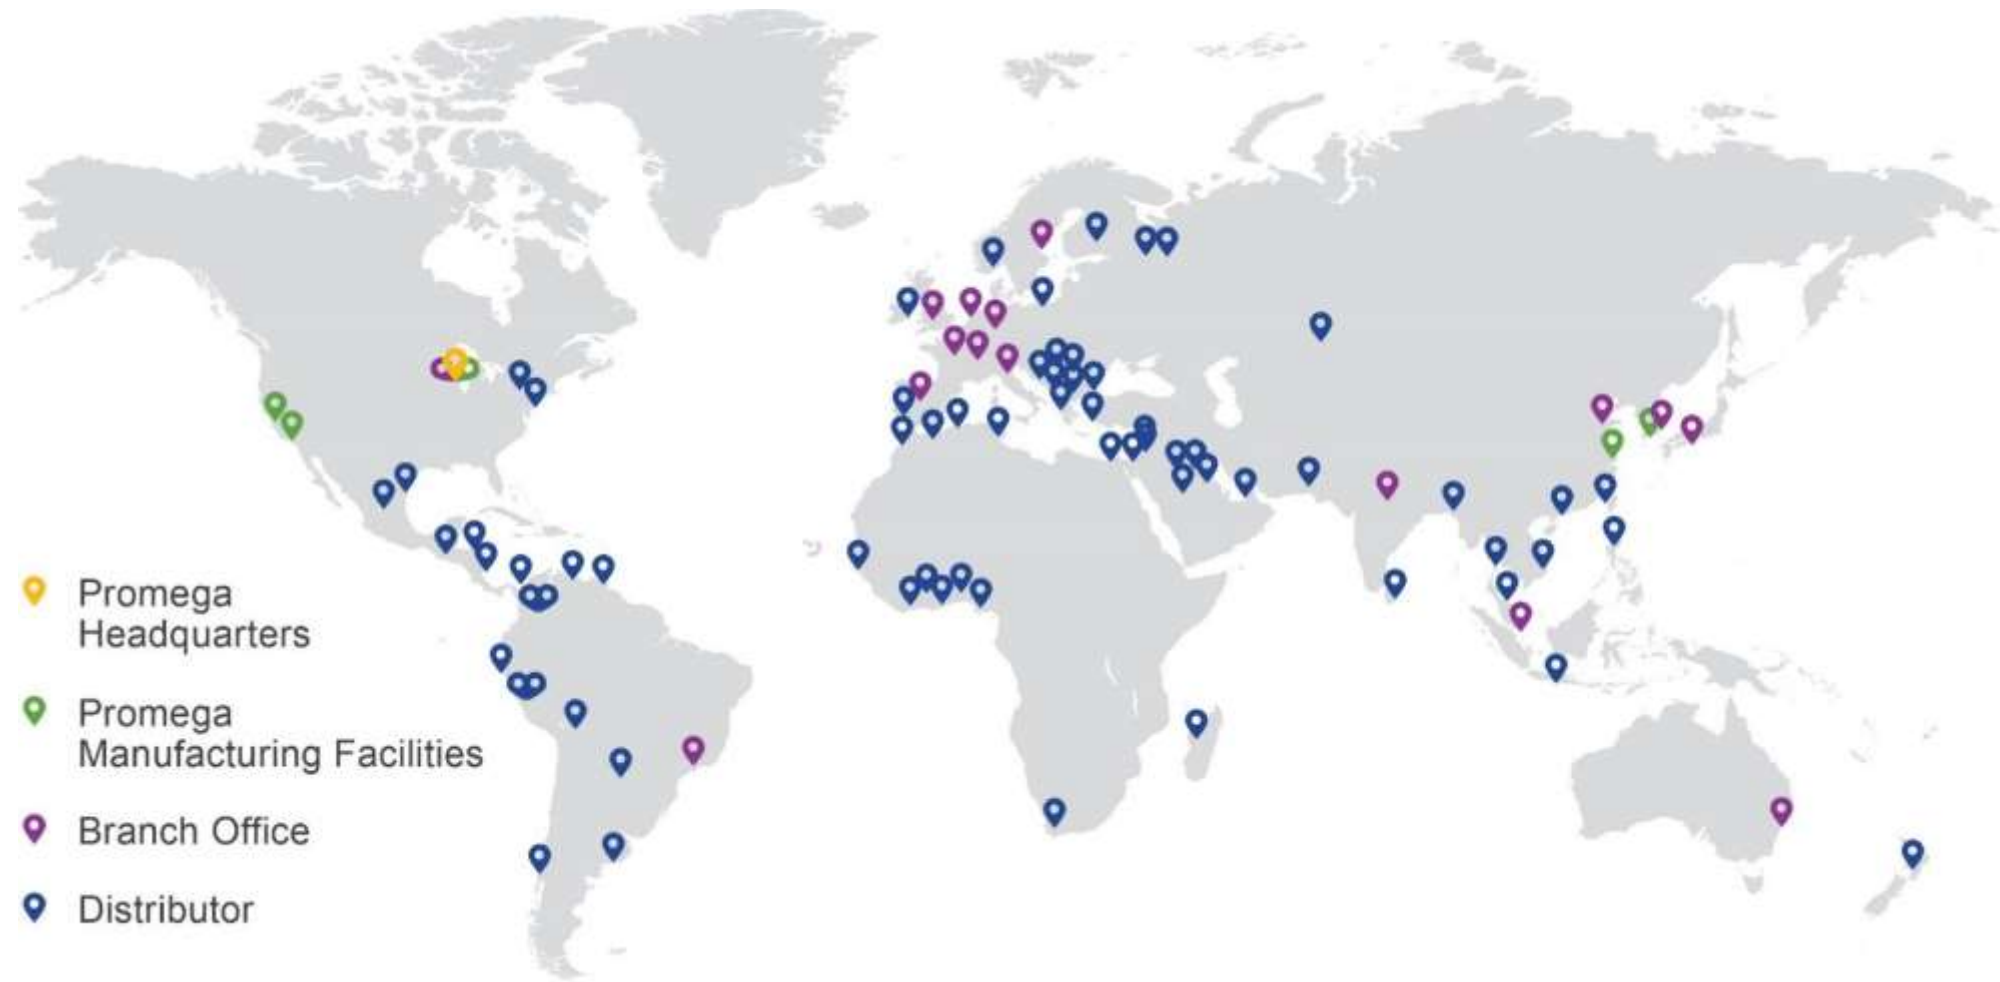 Promega
Headquarters
Promega
Manufacturing Facilities
Branch Office
Distributor